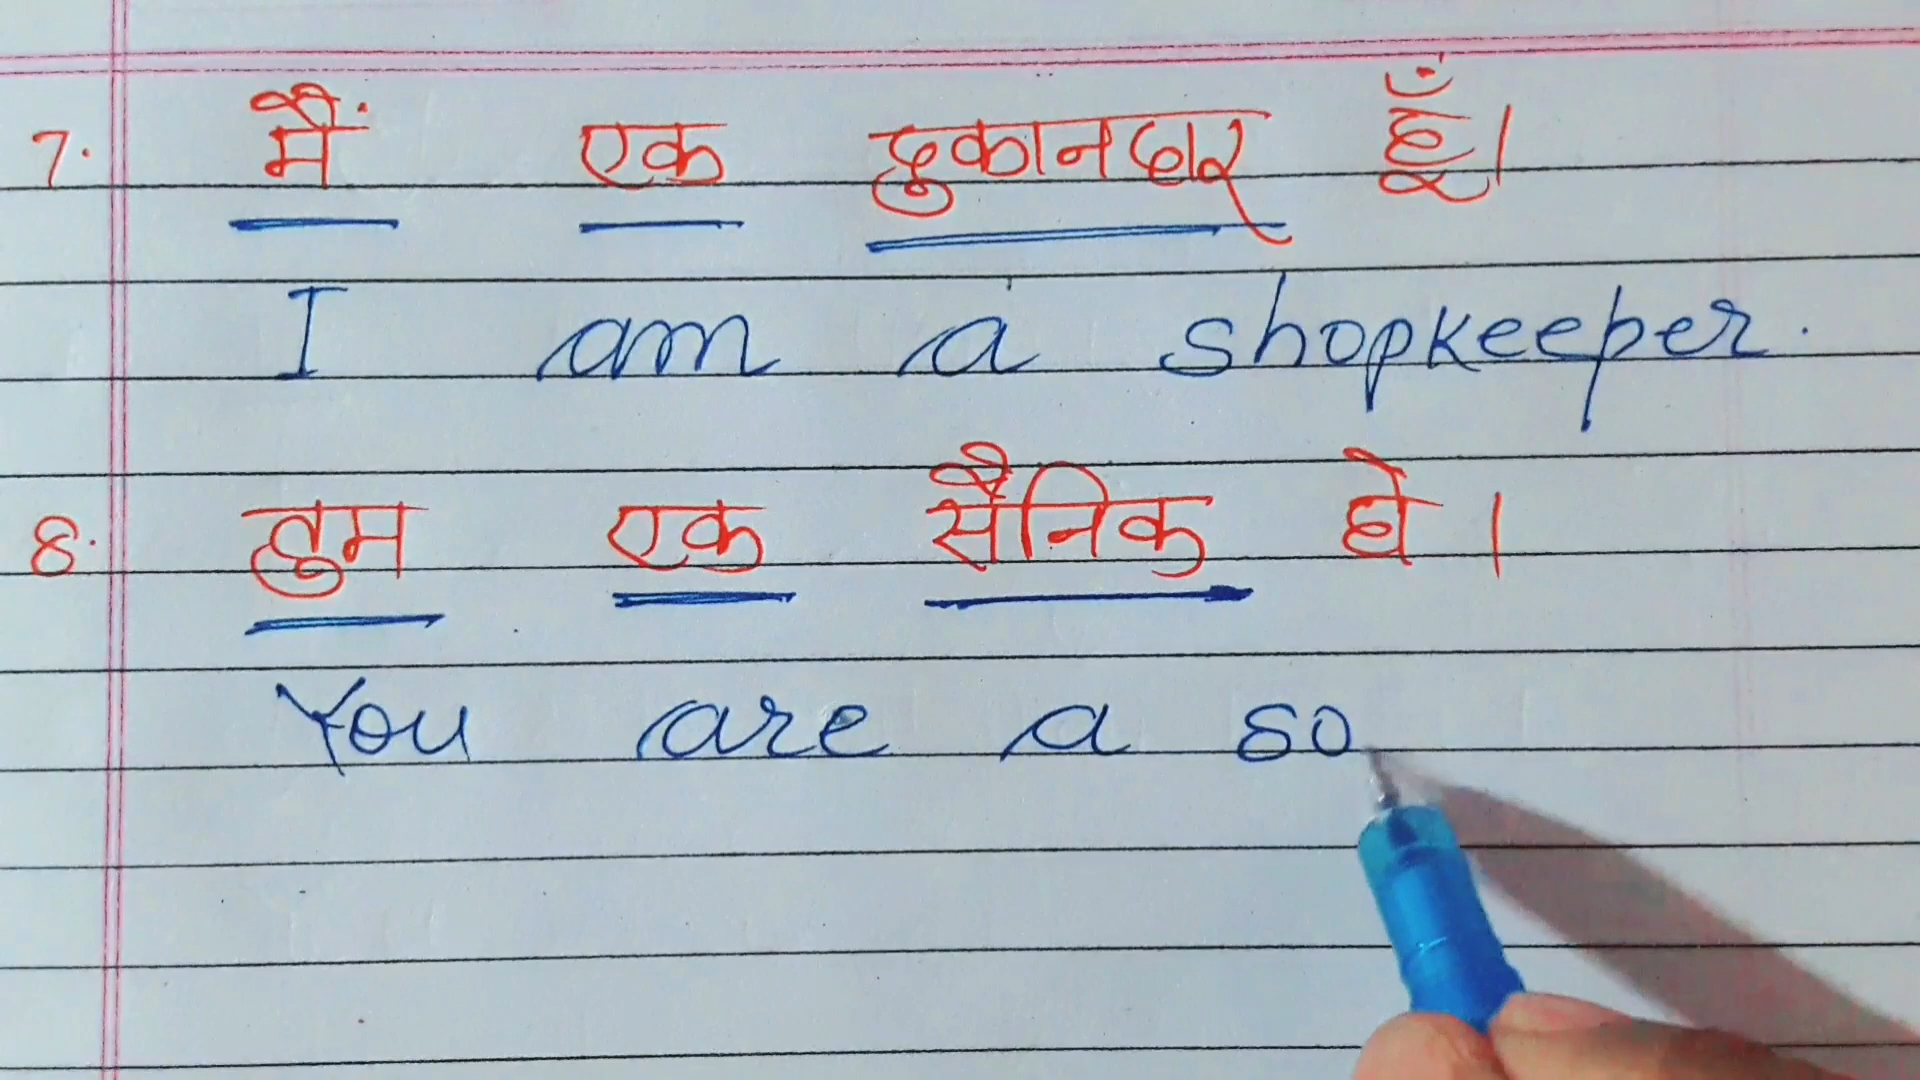 7. मैं एक दुकानदार हूँ।
I am a shopkeeper.
8. तुम एक सैनिक थे।
You are a so